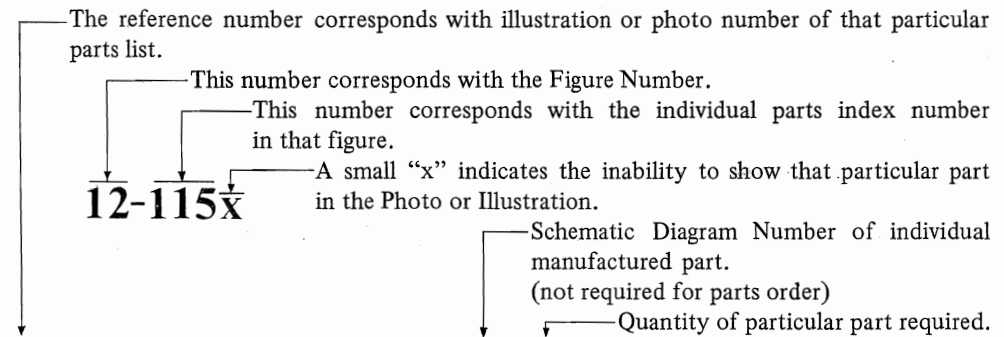 The reference number corresponds with illustration or photo number of that particular
parts list.
This number corresponds with the Figure Number.
This number corresponds with the individual parts index number
in that figure.
A small “x” indicates the inability to show that particular part
in the Photo or Illustration.
12-115x
Schematic Diagram Number of individual
manufactured part.
(not required for parts order)
Quantity of particular part required.